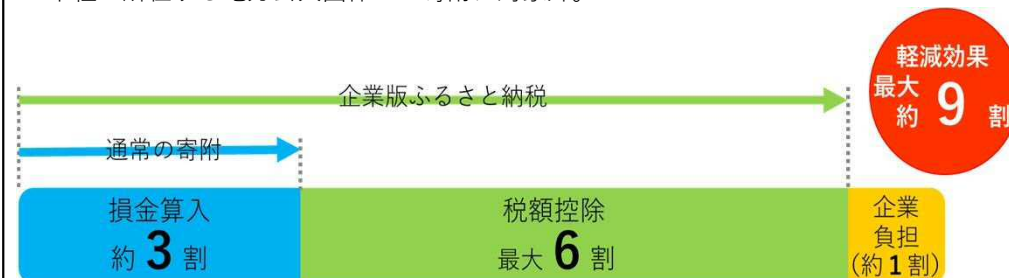 軽減効果
最大
約 9 割
企業版ふるさと納税
通常の寄附
損金算入
約 3 割
税額控除
最大 6 割
企業
負担
(約1割)